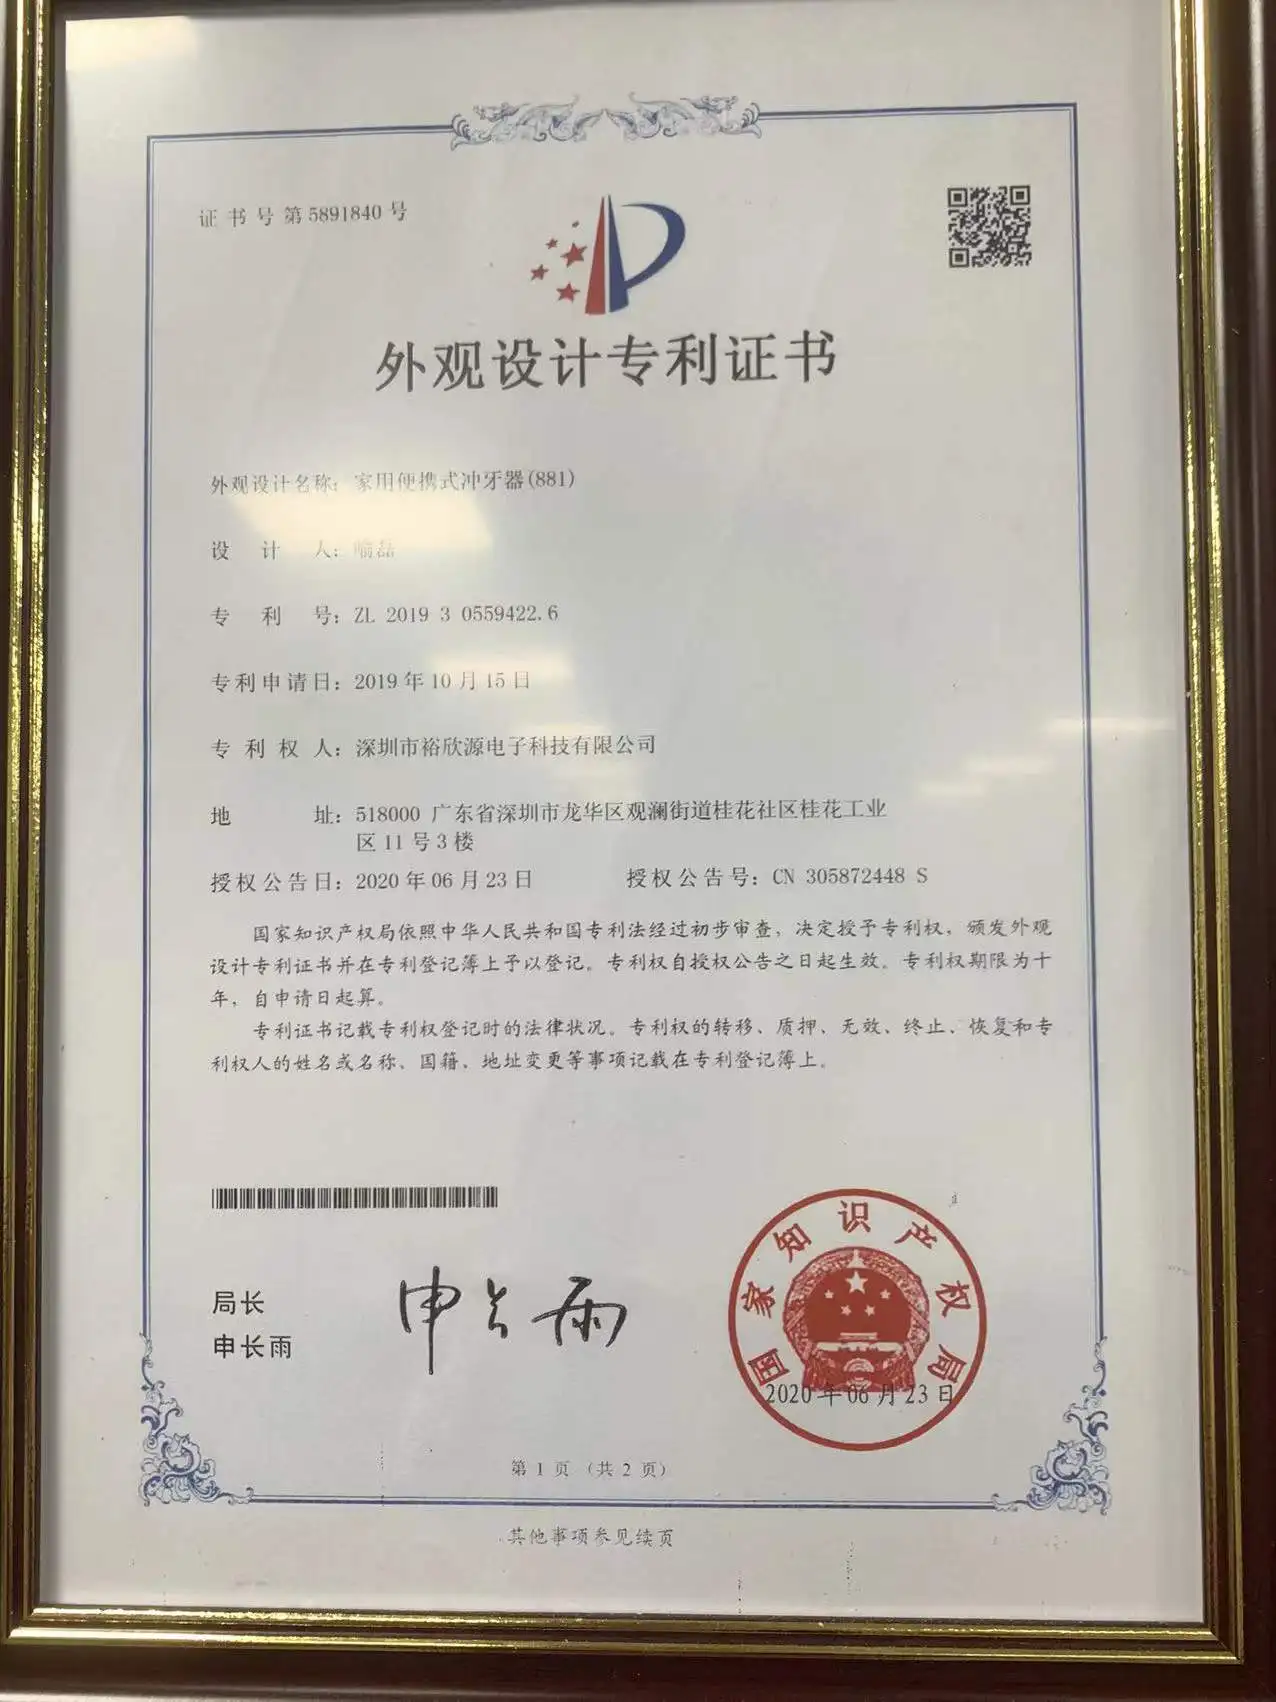 证书号第5891840号
外观设计专利证书
外观设计名称：家用便携式冲牙器(881)
设计人：喻磊
专利号：ZL 2019 3 0559422.6
专利申请日：2019年10月15日
专利权人：深圳市裕欣源电子科技有限公司
地址：518000 广东省深圳市龙华区观澜街道桂花社区桂花工业
区11号3楼
授权公告日：2020年06月23日 授权公告号：CN 305872448 S
国家知识产权局依照中华人民共和国专利法经过初步审查，决定授予专利权，颁发外观
设计专利证书并在专利登记簿上予以登记。专利权自授权公告之日起生效。专利权期限为十
年，自申请日起算。
专利证书记载专利权登记时的法律状况。专利权的转移、质押、无效、终止、恢复和专
利权人的姓名或名称、国籍、地址变更等事项记载在专利登记簿上。
局长
申长雨
申长雨
国家知识产权局
2020年06月23日
第1页（共2页）
其他事项参见续页